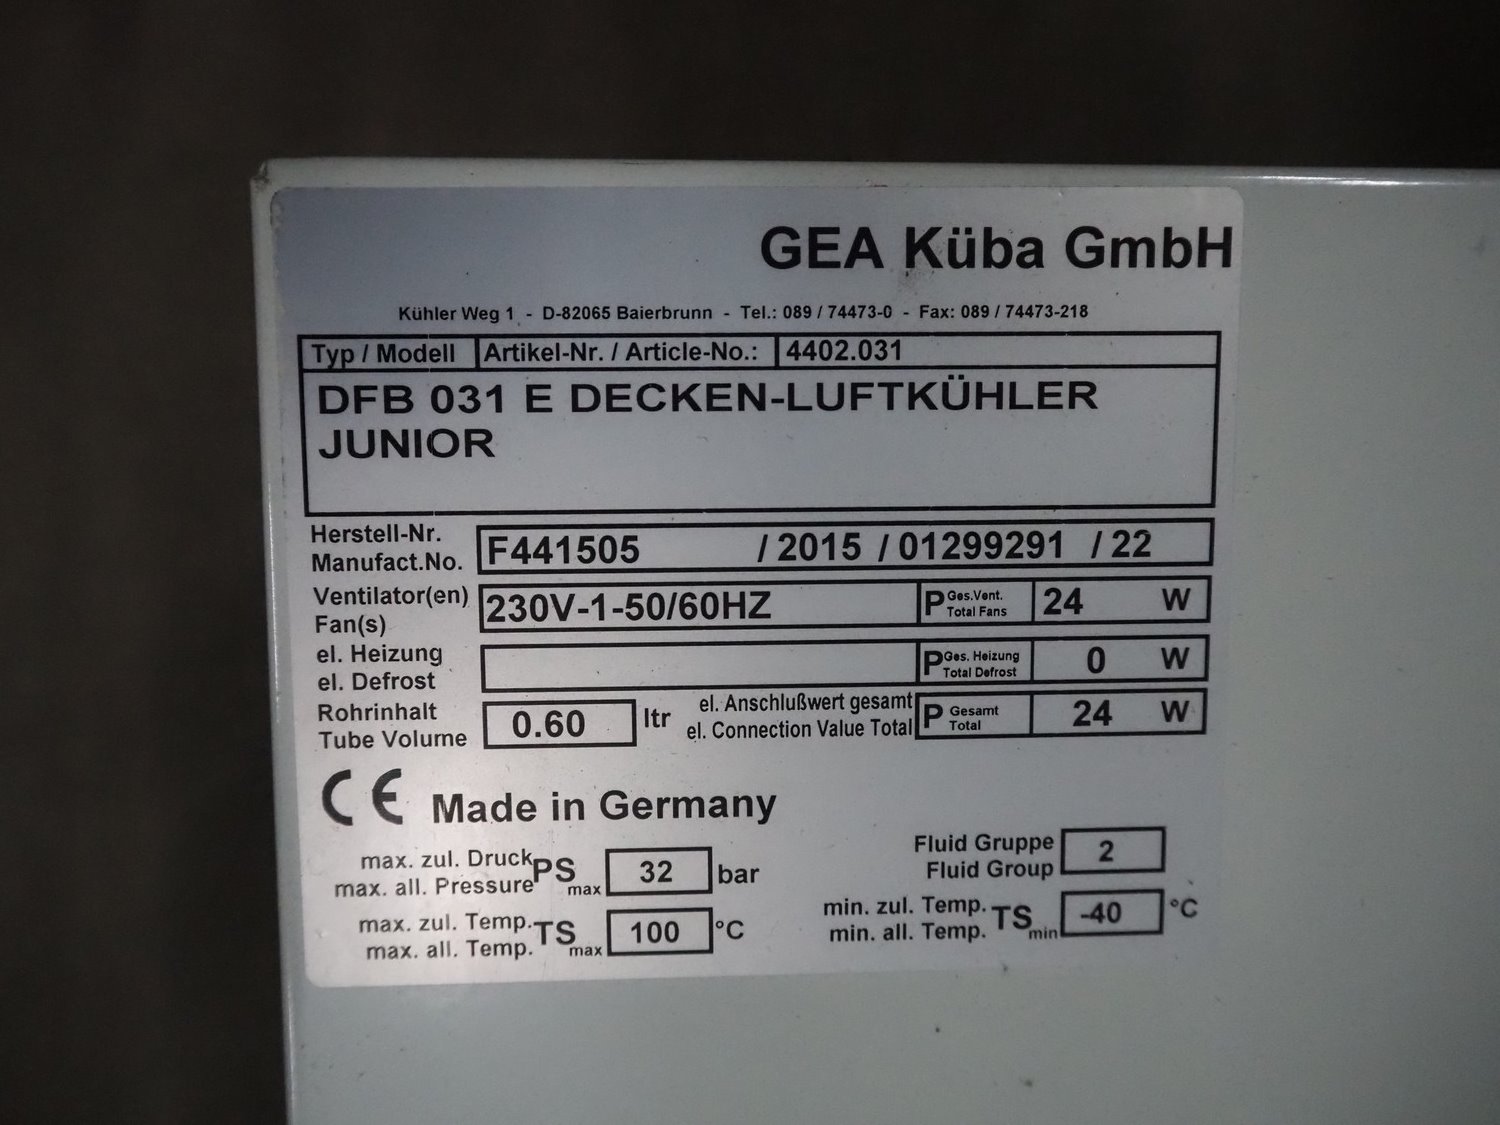 GEA Küba GmbH
Kühler Weg 1 - D-82065 Baierbrunn - Tel.: 089 / 74473-0 - Fax: 089 / 74473-218
Typ / Modell Artikel-Nr. / Article-No.: 4402.031
DFB 031 E DECKEN-LUFTKÜHLER
JUNIOR
Herstell-Nr.
Manufact.No.
F441505 / 2015 / 01299291 / 22
Ventilator(en)
Fan(s)
230V-1-50/60HZ
P Ges.Vent.
Total Fans
24 W
el. Heizung
el. Defrost
P Ges. Heizung
Total Defrost
0 W
Rohrinhalt
Tube Volume
0.60 ltr
el. Anschlußwert gesamt
el. Connection Value Total
P Gesamt
Total
24 W
CE Made in Germany
max. zul. Druck
max. all. Pressure
PS max 32 bar
Fluid Gruppe
Fluid Group
2
max. zul. Temp.
max. all. Temp.
TS max 100 °C
min. zul. Temp.
min. all. Temp.
TS min -40 °C